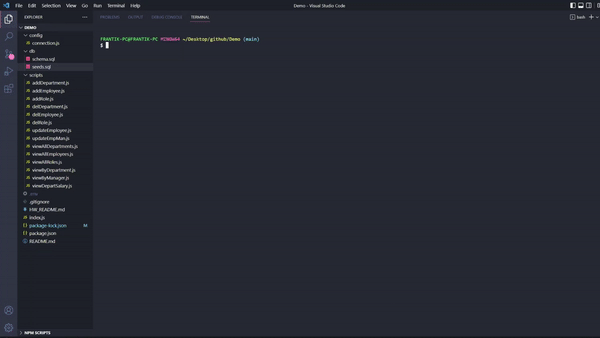 File Edit Selection View Go Run Terminal Help
Demo - Visual Studio Code
EXPLORER
PROBLEMS OUTPUT DEBUG CONSOLE TERMINAL
bash
DEMO
config
connection.js
db
schema.sql
seeds.sql
scripts
addDepartment.js
addEmployee.js
addRole.js
delDepartment.js
delEmployee.js
delRole.js
updateEmployee.js
updateEmpMan.js
viewAllDepartments.js
viewAllEmployees.js
viewAllRoles.js
viewByDepartment.js
viewByManager.js
viewDepartSalary.js
.env
.gitignore
HW_README.md
index.js
package-lock.json M
package.json
README.md
NPM SCRIPTS
FRANTIK-PC@FRANTIK-PC MINGW64 ~/Desktop/github/Demo (main)
$